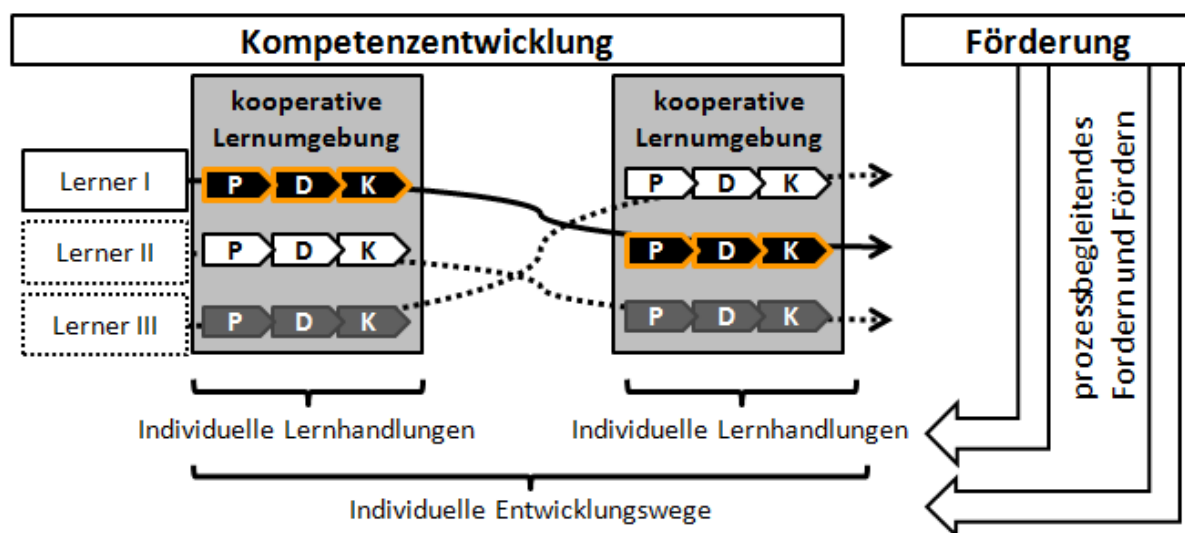 Kompetenzentwicklung
Förderung
kooperative
Lernumgebung
kooperative
Lernumgebung
Lerner I
P D K
P D K
Lerner II
P D K
P D K
Lerner III
P D K
P D K
prozessbegleitendes
Fordern und Fördern
Individuelle Lernhandlungen
Individuelle Lernhandlungen
Individuelle Entwicklungswege